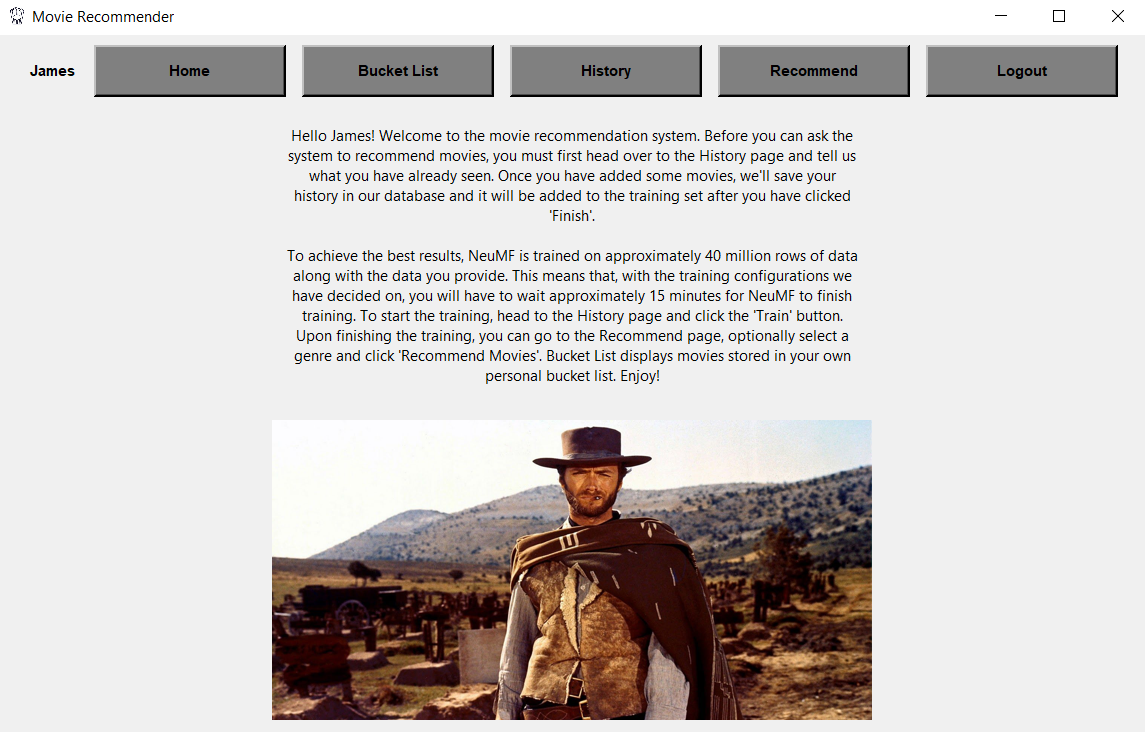 Movie Recommender
James
Home
Bucket List
History
Recommend
Logout
Hello James! Welcome to the movie recommendation system. Before you can ask the
system to recommend movies, you must first head over to the History page and tell us
what you have already seen. Once you have added some movies, we'll save your
history in our database and it will be added to the training set after you have clicked
'Finish'.
To achieve the best results, NeuMF is trained on approximately 40 million rows of data
along with the data you provide. This means that, with the training configurations we
have decided on, you will have to wait approximately 15 minutes for NeuMF to finish
training. To start the training, head to the History page and click the 'Train' button.
Upon finishing the training, you can go to the Recommend page, optionally select a
genre and click 'Recommend Movies'. Bucket List displays movies stored in your own
personal bucket list. Enjoy!